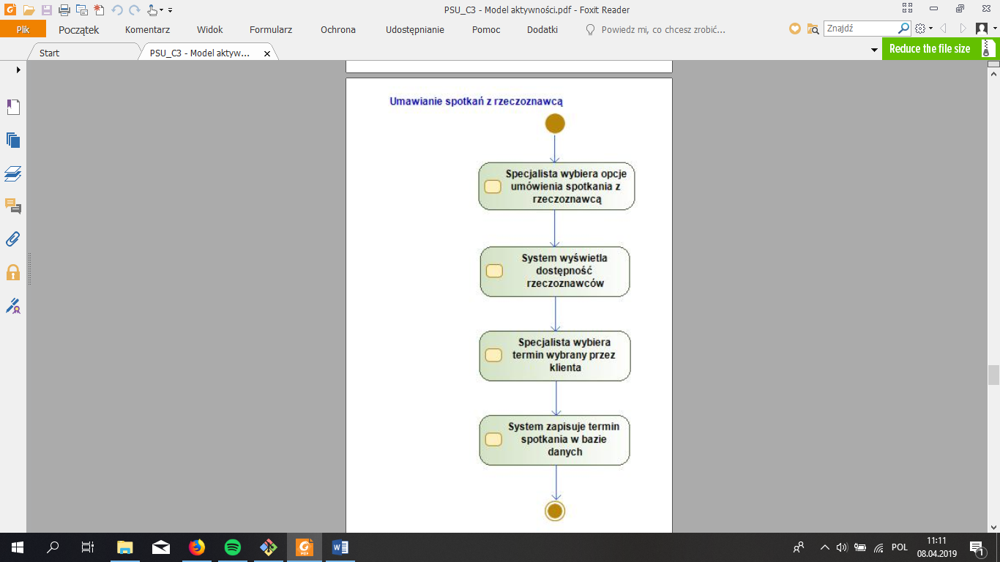 PSU_C3 - Model aktywności.pdf - Foxit Reader
Plik Początek Komentarz Widok Formularz Ochrona Udostępnianie Pomoc Dodatki Powiedz mi, co chcesz zrobić... Znajdź
Start PSU_C3 - Model aktyw... Reduce the file size
Umawianie spotkań z rzeczoznawcą
Specjalista wybiera opcje
umówienia spotkania z
rzeczoznawcą
System wyświetla
dostępność
rzeczoznawców
Specjalista wybiera
termin wybrany przez
klienta
System zapisuje termin
spotkania w bazie
danych
POL
11:11
08.04.2019
1